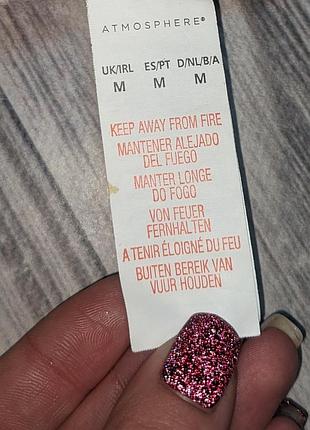 ATMOSPHERE®
UK/IRL ES/PT D/NL/B/A
M M M
KEEP AWAY FROM FIRE
MANTENER ALEJADO
DEL FUEGO
MANTER LONGE
DO FOGO
VON FEUER
FERNHALTEN
A TENIR ÉLOIGNÉ DU FEU
BUITEN BEREIK VAN
VUUR HOUDEN